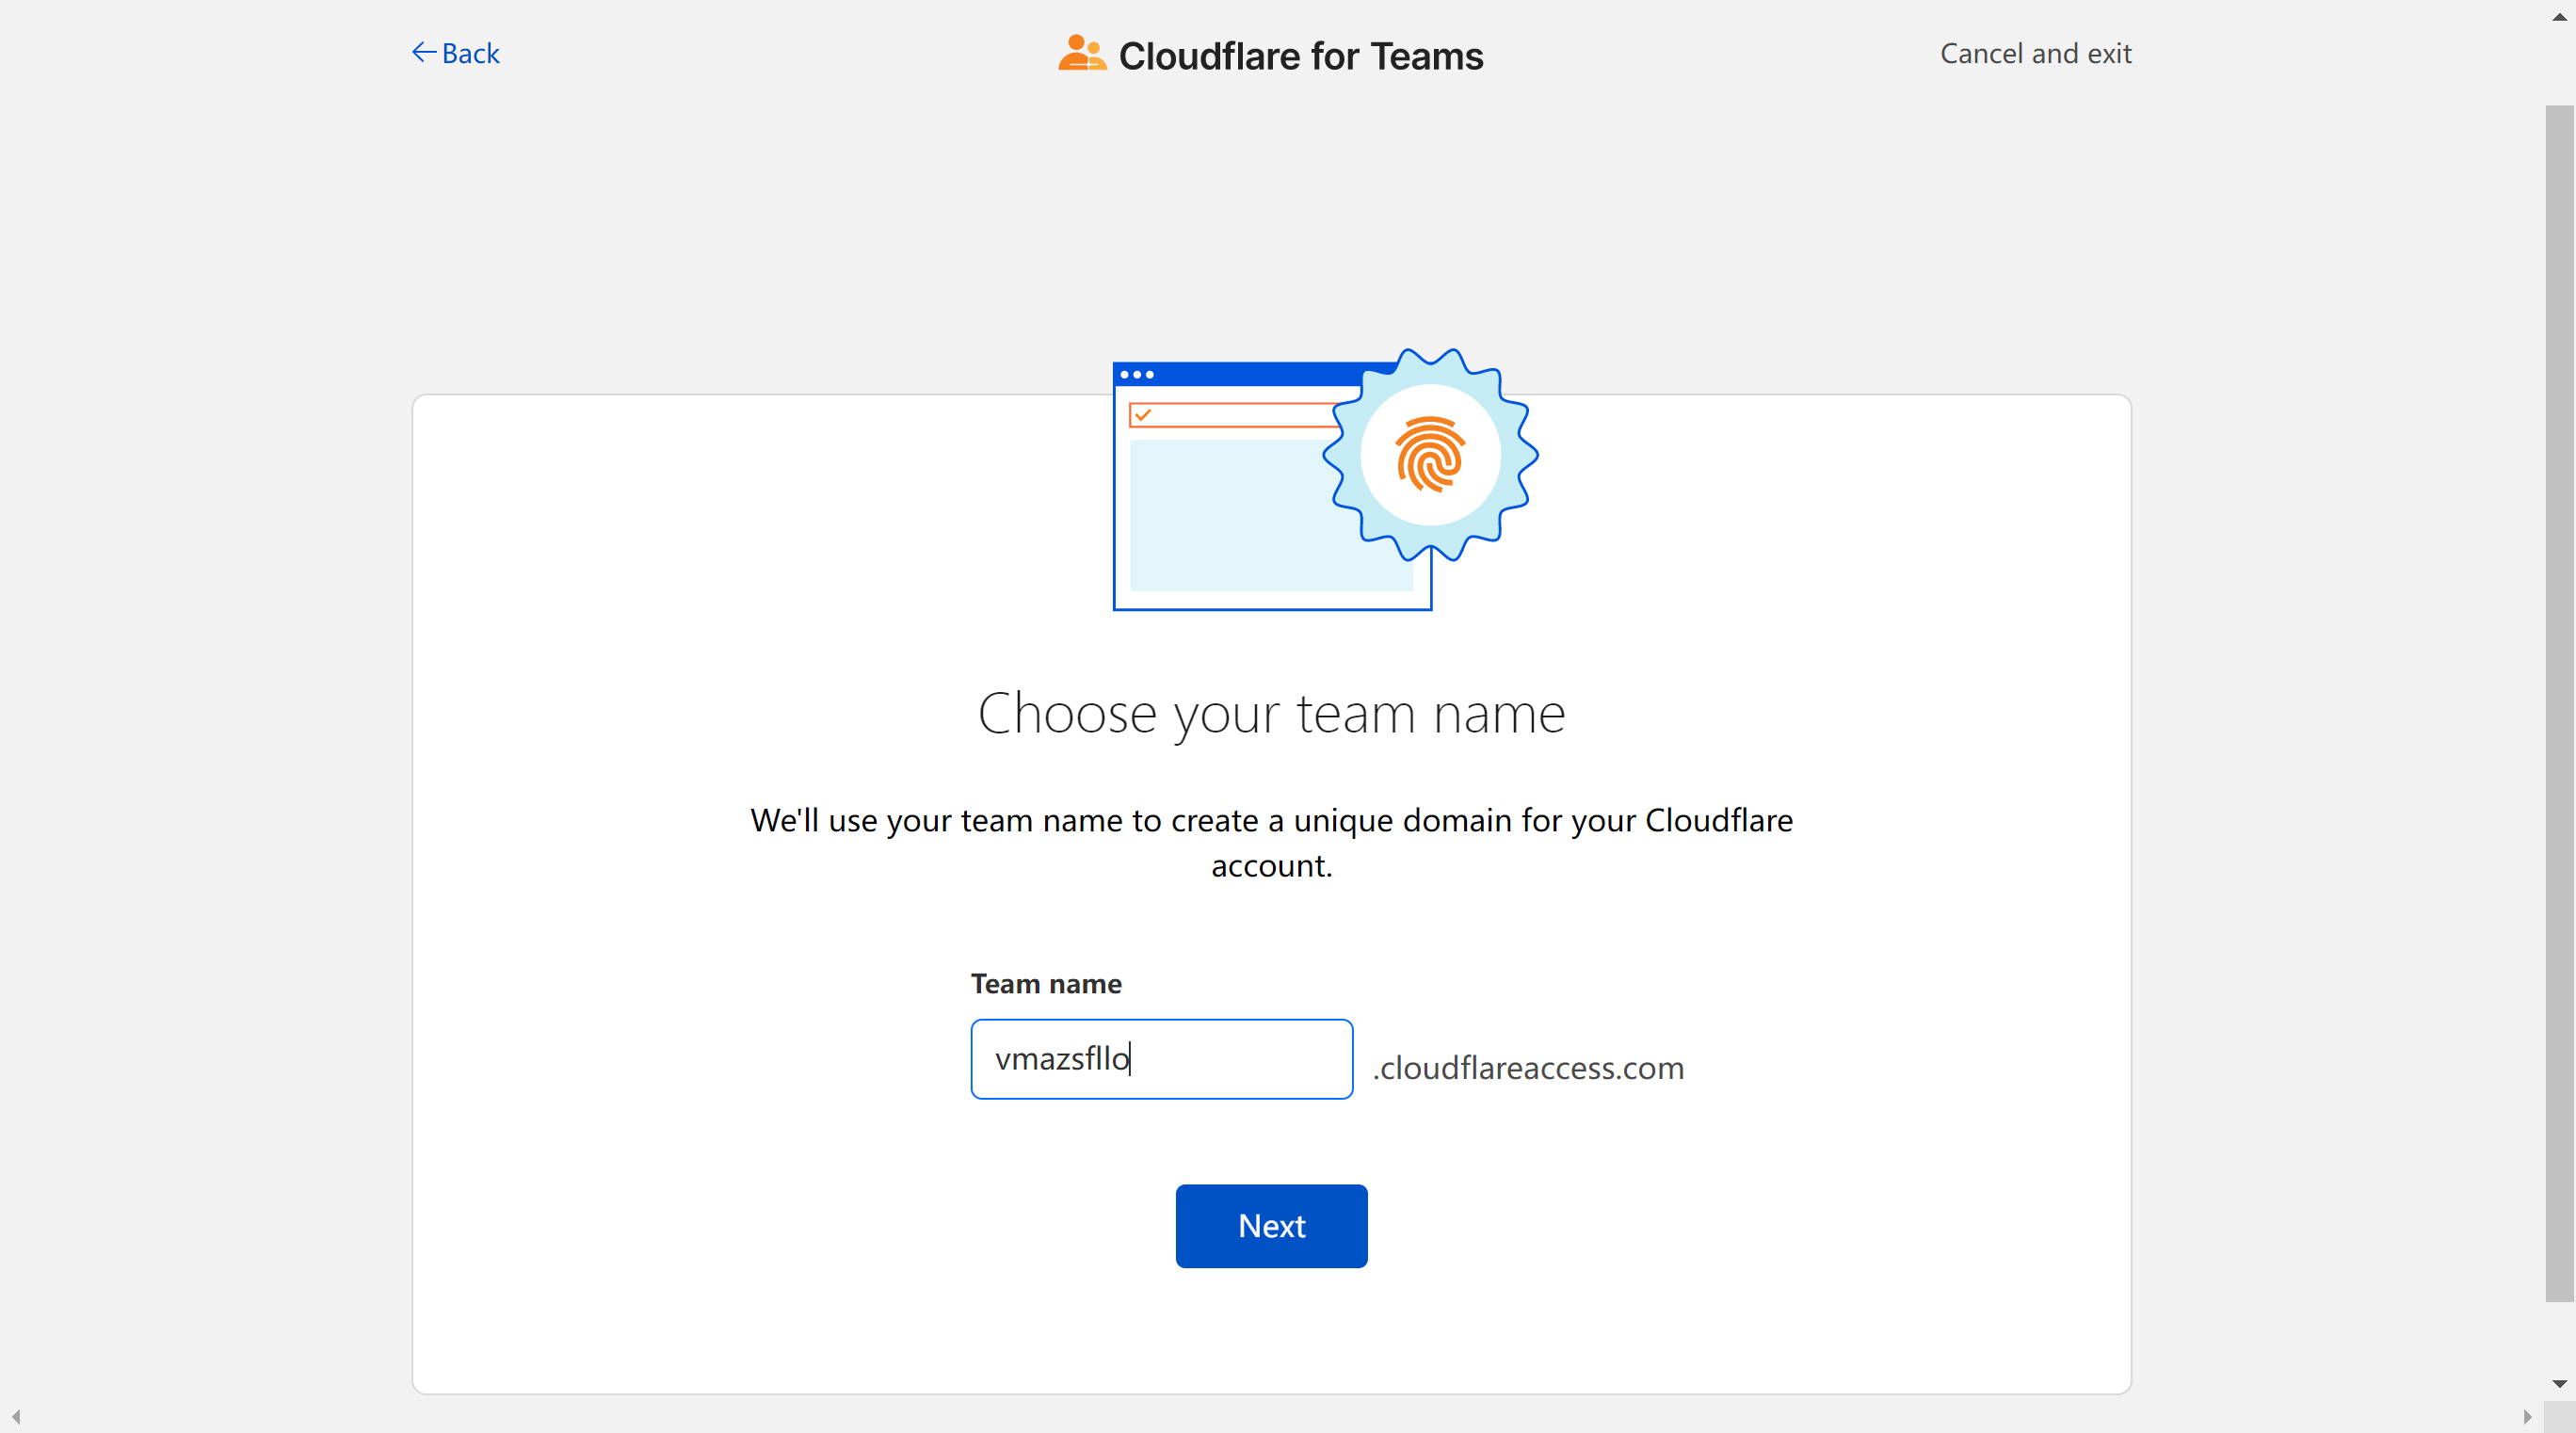 Back
Cloudflare for Teams
Cancel and exit
Choose your team name
We'll use your team name to create a unique domain for your Cloudflare
account.
Team name
vmazsfllo
.cloudflareaccess.com
Next